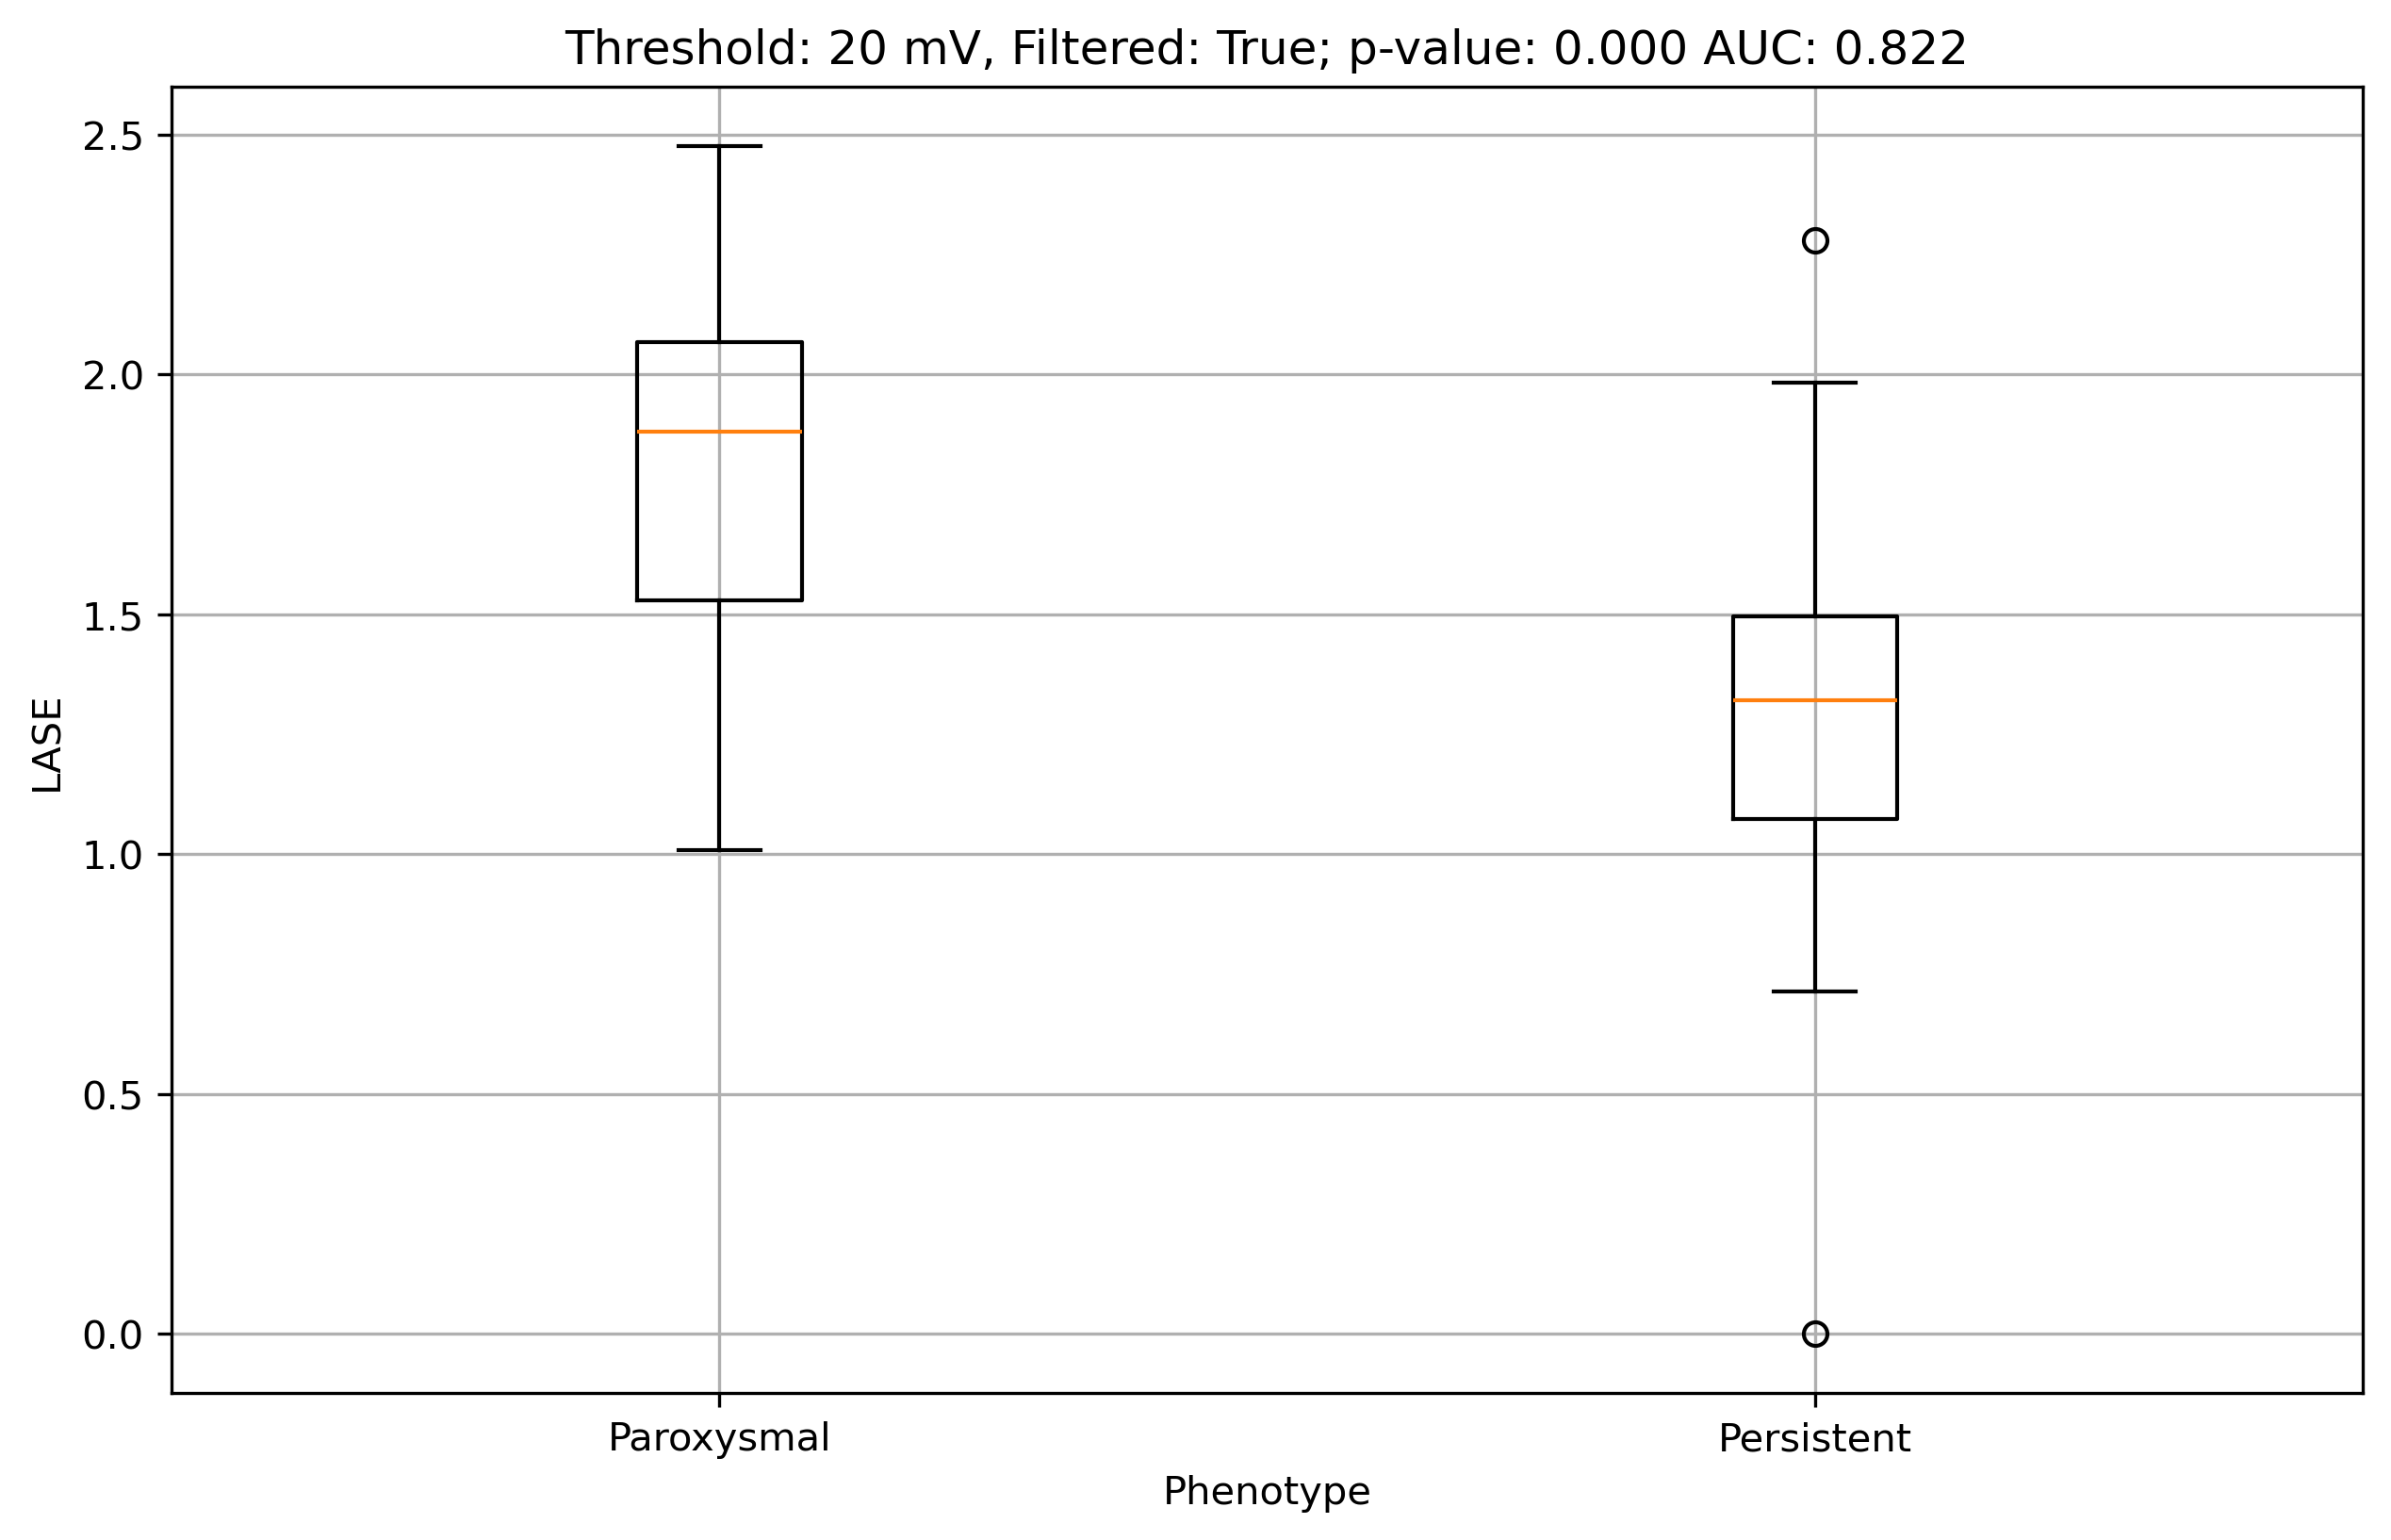 Threshold: 20 mV, Filtered: True; p-value: 0.000 AUC: 0.822
2.5
2.0
1.5
1.0
0.5
0.0
LASE
Paroxysmal
Persistent
Phenotype